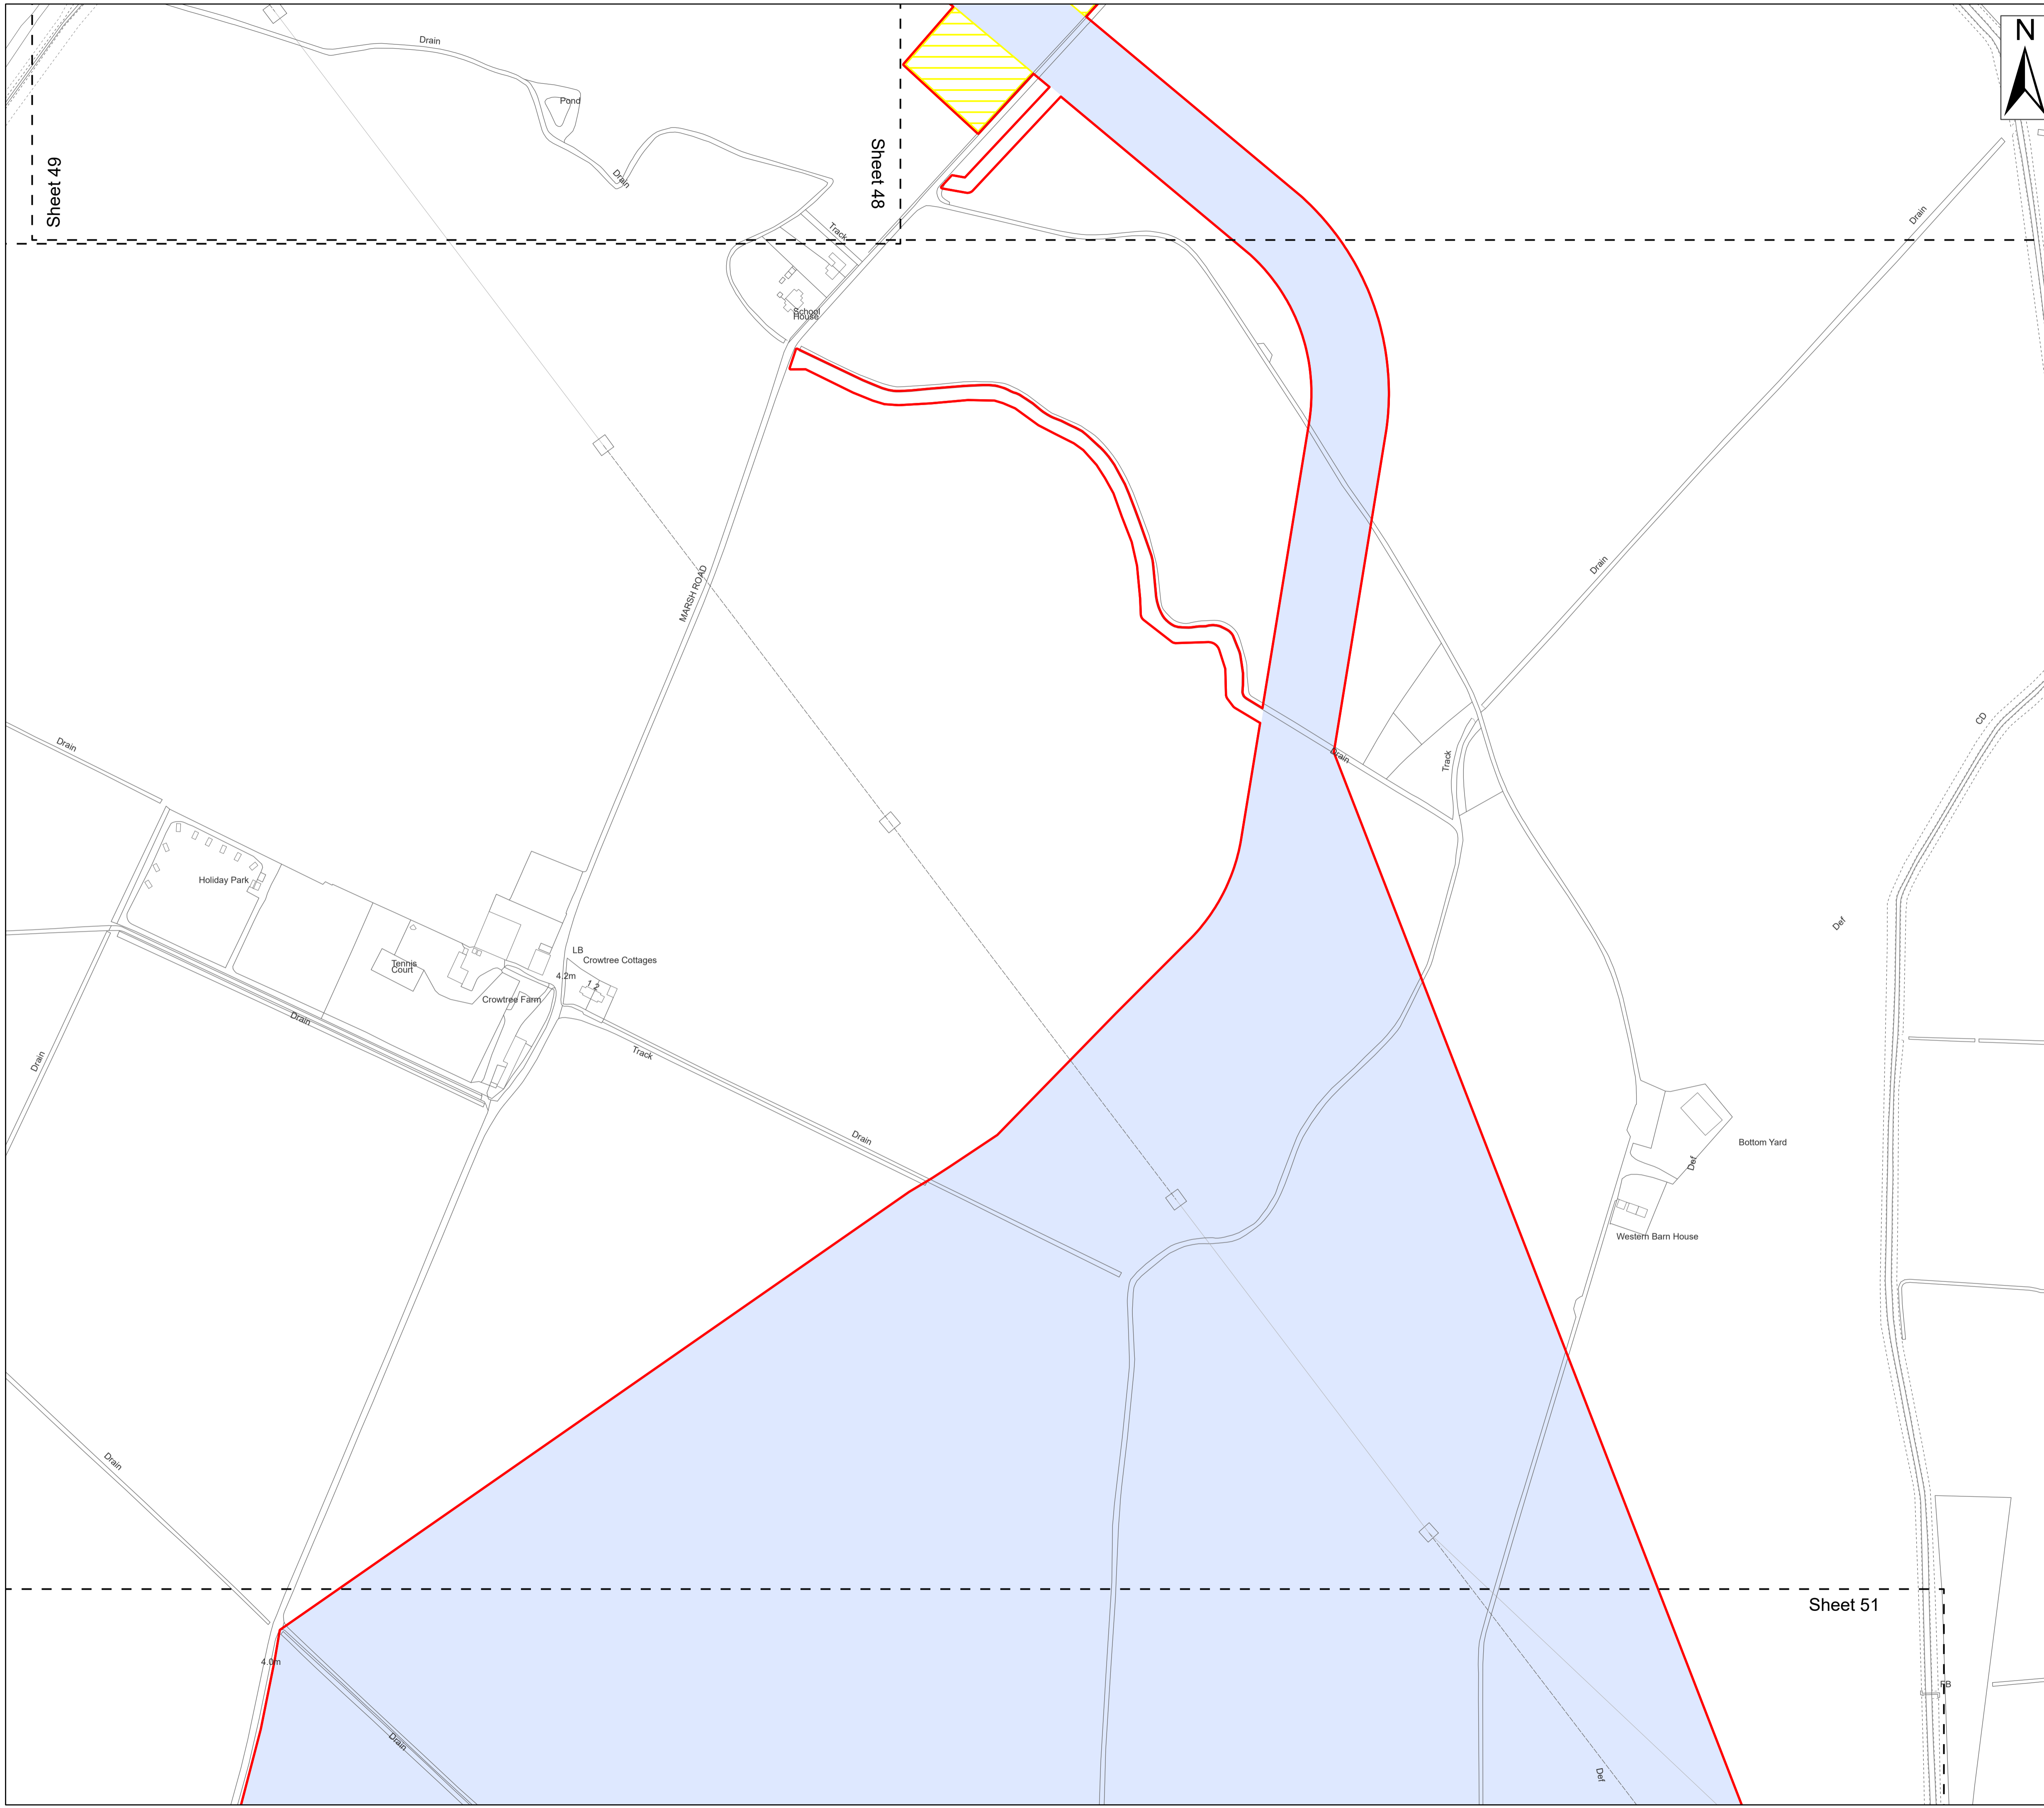 N
Drain
Pond
Sheet 49
Sheet 48
Drain
Track
Drain
School
House
MARSH ROAD
Drain
CD
Drain
Drain
Track
Holiday Park
Def
LB
Crowtree Cottages
Tennis
Court
4.2m
1
2
Crowtree Farm
Drain
Track
Drain
Drain
Bottom Yard
Def
Western Barn House
Drain
Sheet 51
4.0m
FB
Drain
Def